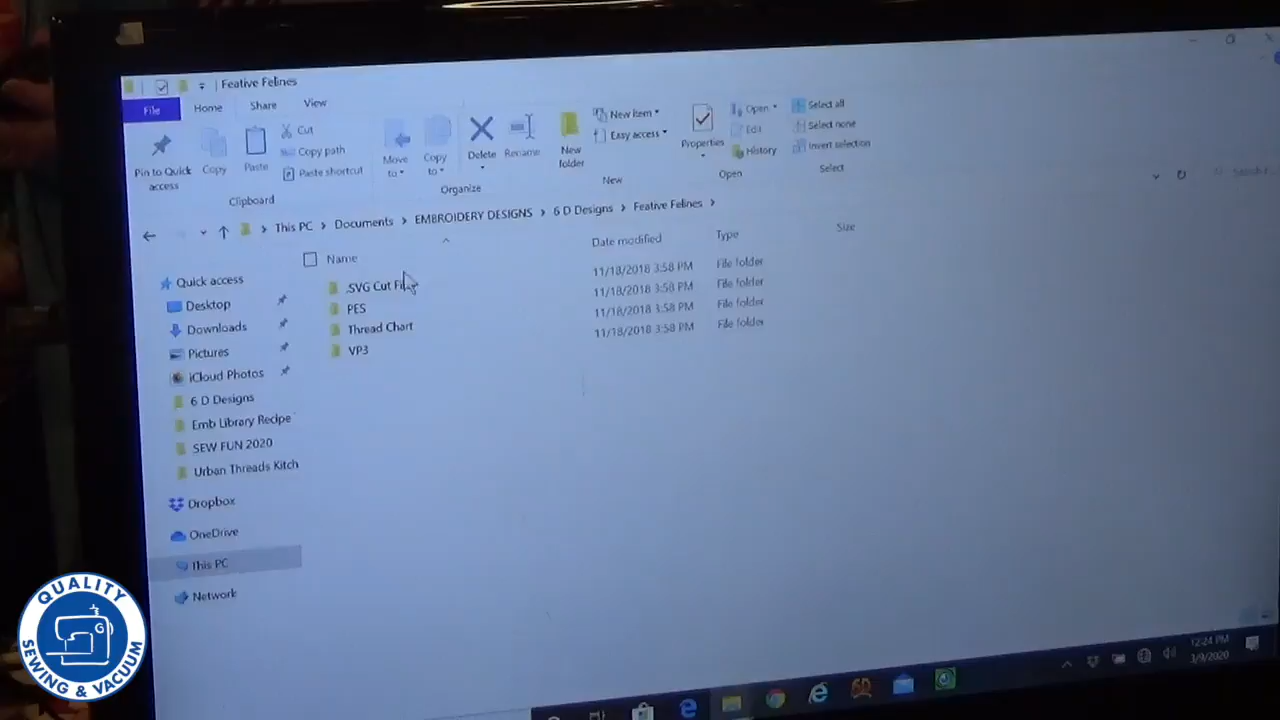 Feative Felines
File
Home
Share
View
Pin to Quick access
Copy
Paste
Cut
Copy path
Paste shortcut
Clipboard
Move to
Copy to
Delete
Rename
Organize
New folder
New item
Easy access
New
Properties
Open
Edit
History
Open
Select all
Select none
Invert selection
Select
This PC > Documents > EMBROIDERY DESIGNS > 6 D Designs > Feative Felines >
Name
Date modified
Type
Size
.SVG Cut 11/18/2018 3:58 PM File folder
PES 11/18/2018 3:58 PM File folder
Thread Chart 11/18/2018 3:58 PM File folder
VP3 11/18/2018 3:58 PM File folder
Quick access
Desktop
Downloads
Pictures
iCloud Photos
6 D Designs
Emb Library Recipe
SEW FUN 2020
Urban Threads Kitch
Dropbox
OneDrive
This PC
Network
12:24 PM
3/9/2020
QUALITY
SEWING & VACUUM